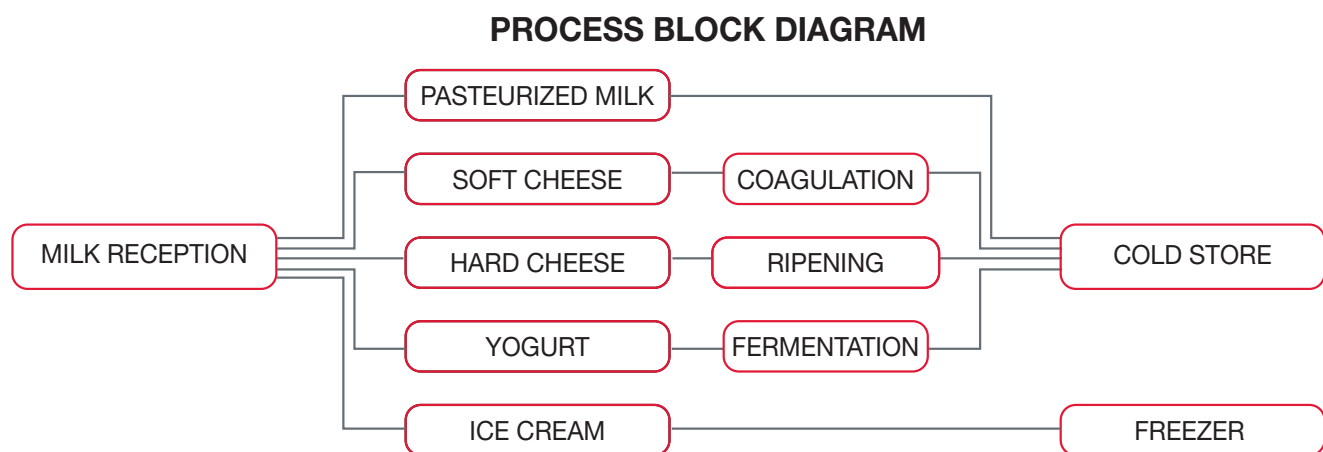 PROCESS BLOCK DIAGRAM
PASTEURIZED MILK
SOFT CHEESE
COAGULATION
MILK RECEPTION
HARD CHEESE
RIPENING
COLD STORE
YOGURT
FERMENTATION
ICE CREAM
FREEZER